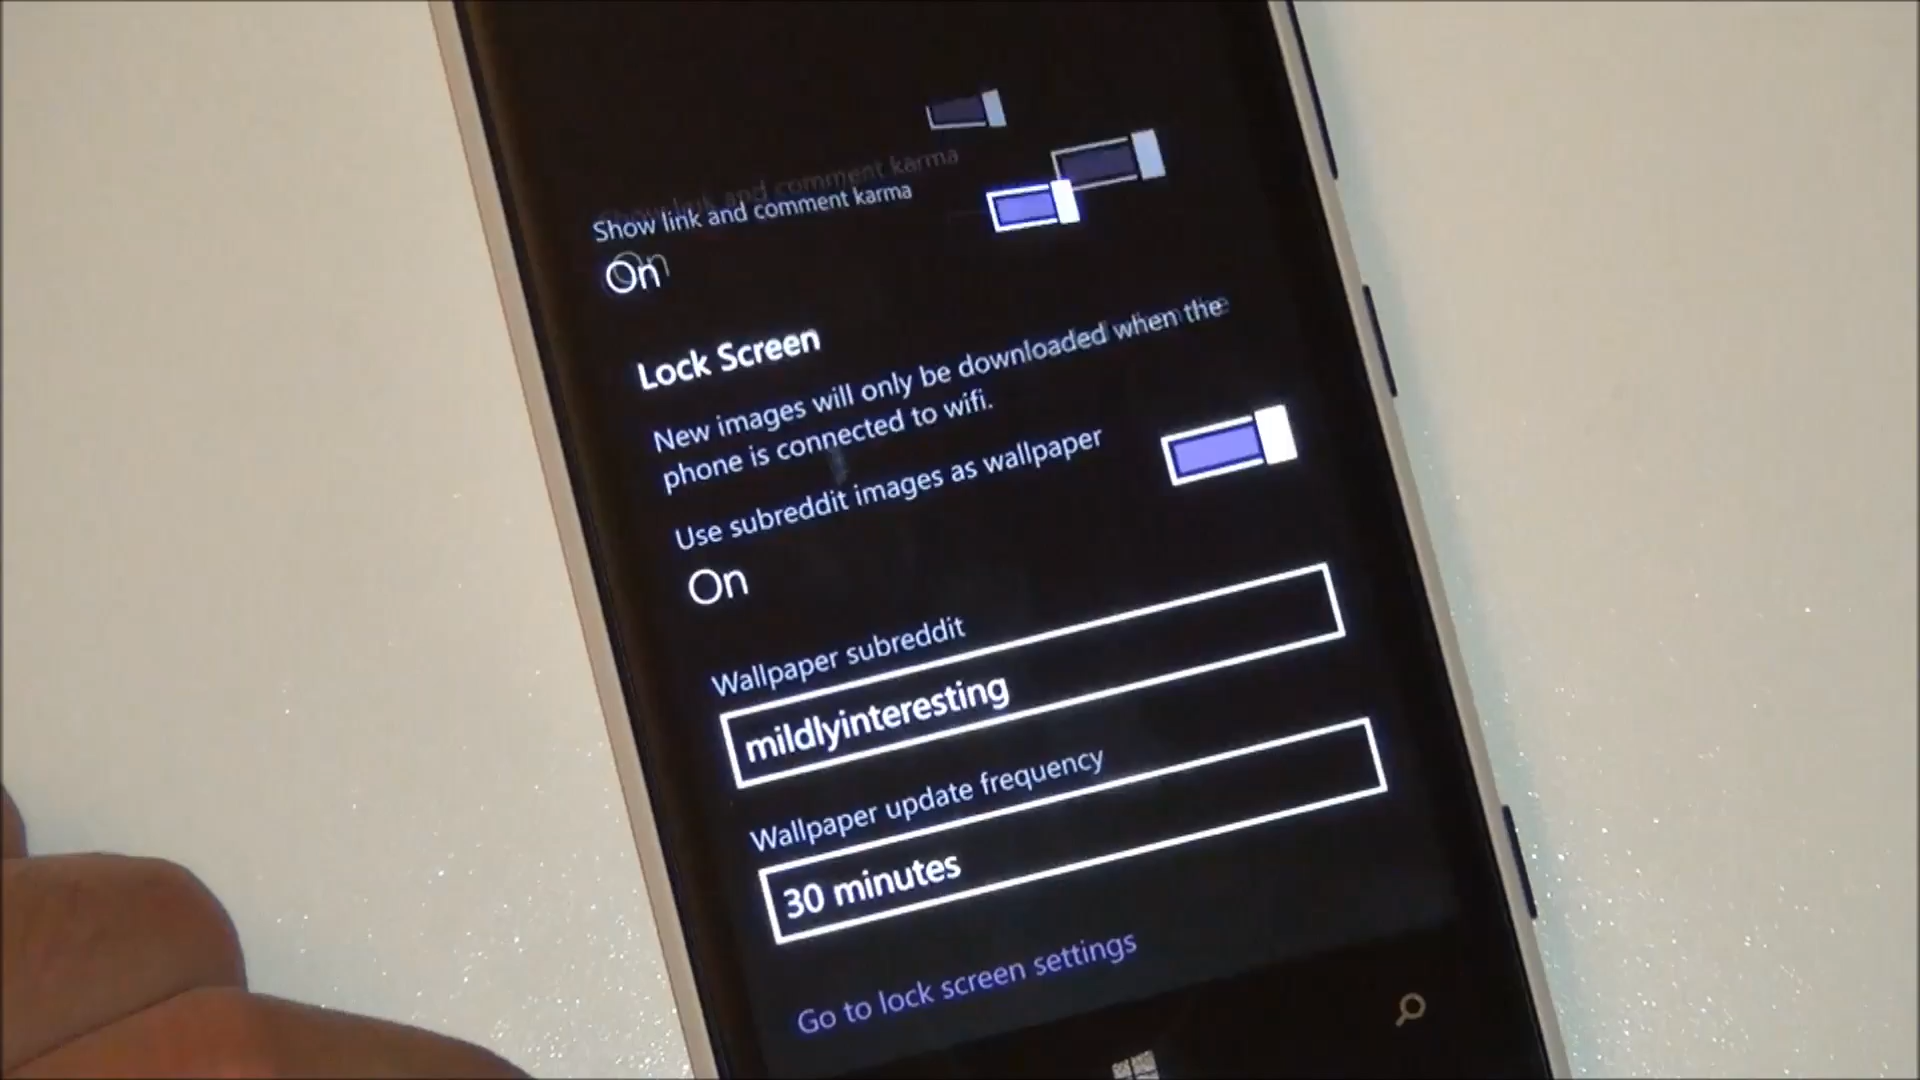 Show link and comment karma
On
Lock Screen
New images will only be downloaded when the
phone is connected to wifi.
Use subreddit images as wallpaper
On
Wallpaper subreddit
mildlyinteresting
Wallpaper update frequency
30 minutes
Go to lock screen settings